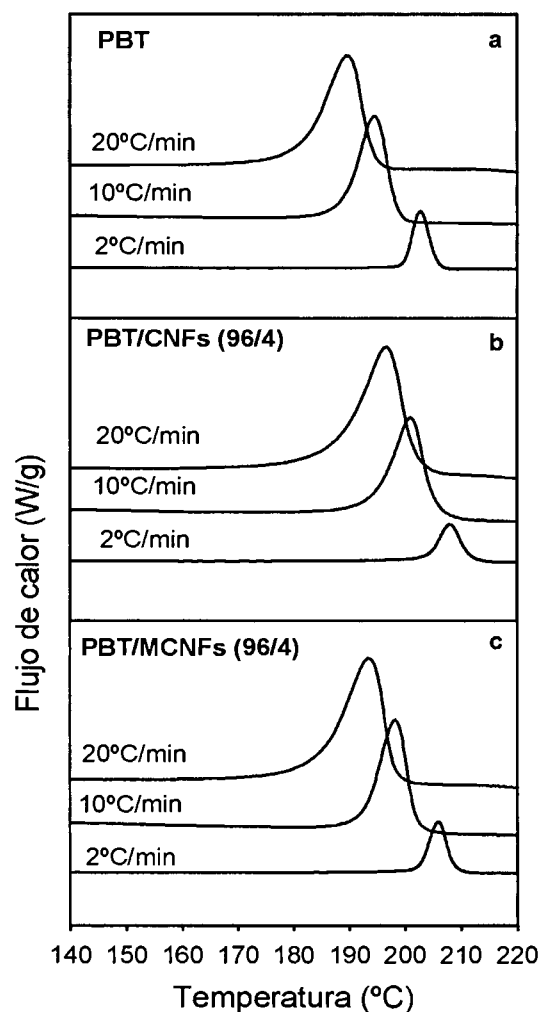 PBT
a
20ºC/min
10ºC/min
2ºC/min
PBT/CNFs (96/4)
b
20ºC/min
10ºC/min
2ºC/min
PBT/MCNFs (96/4)
c
20ºC/min
10ºC/min
2ºC/min
Flujo de calor (W/g)
140 150 160 170 180 190 200 210 220
Temperatura (ºC)